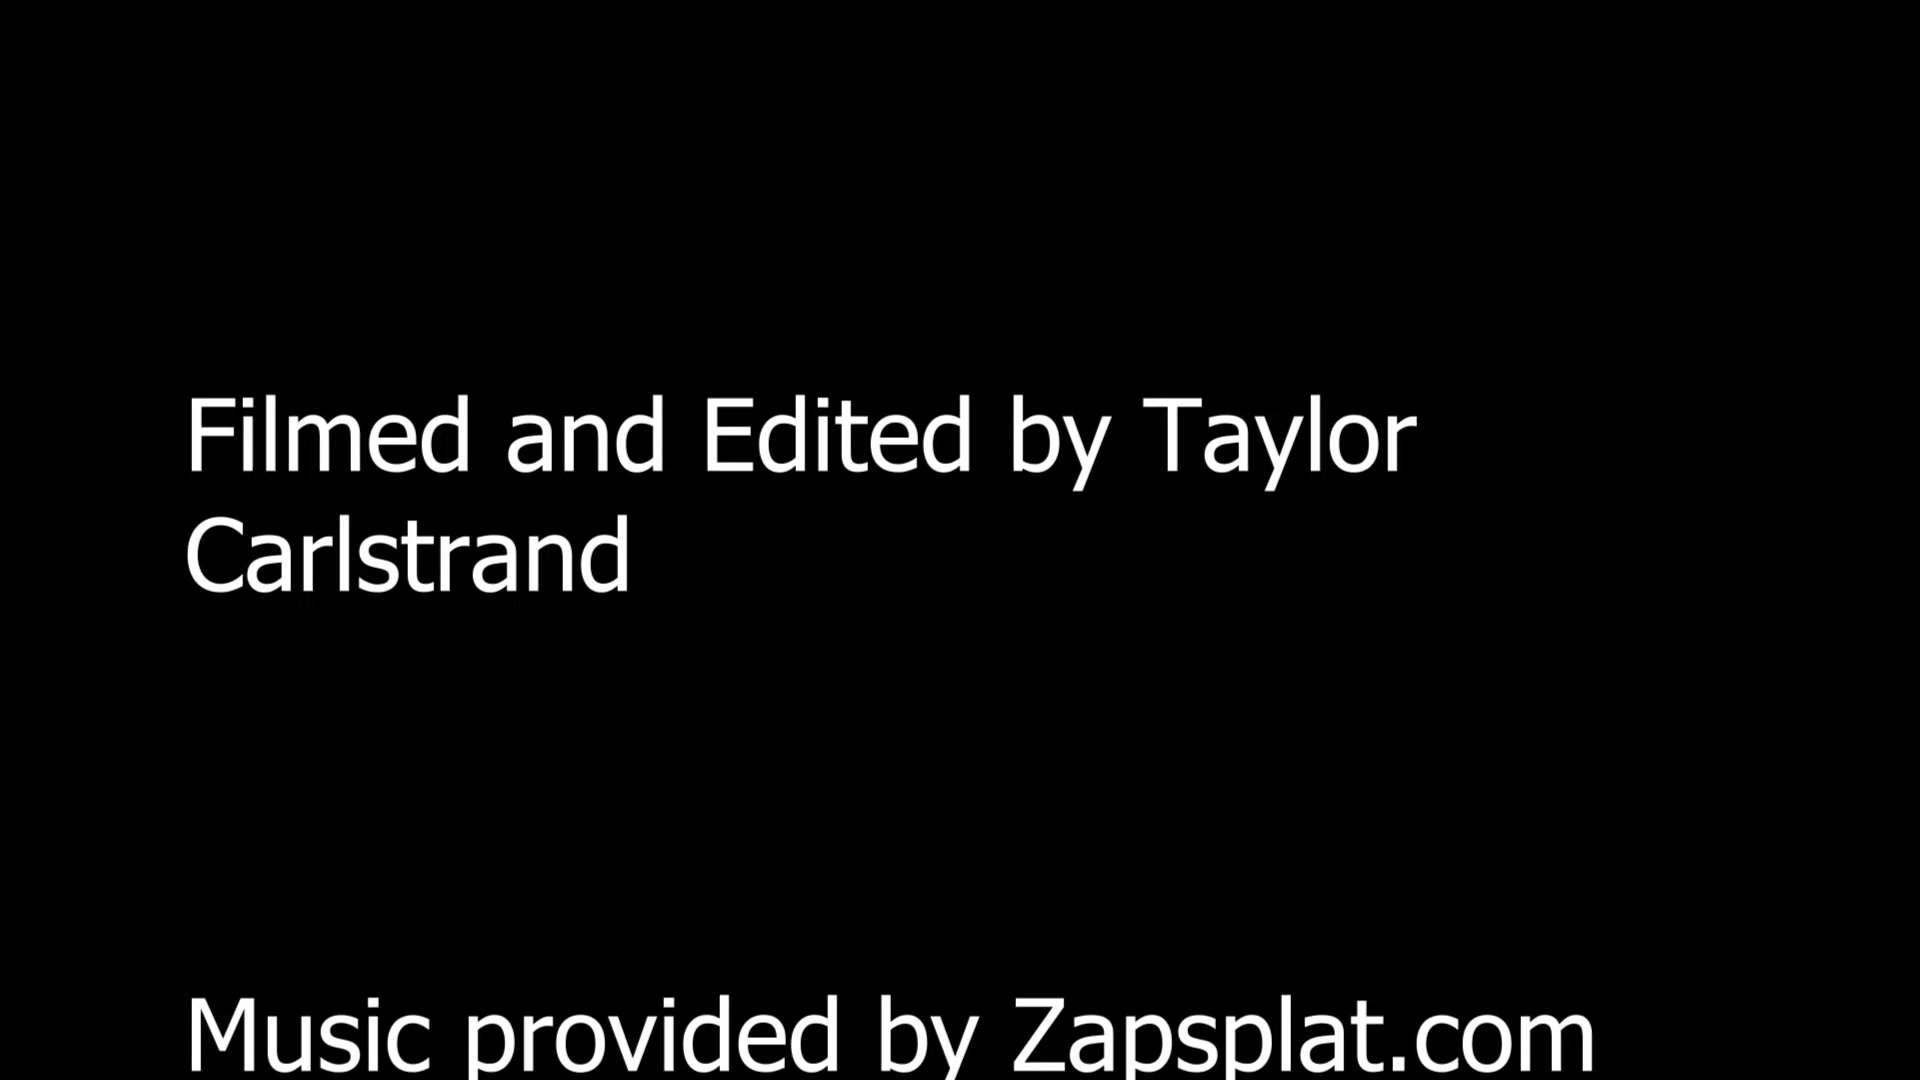 Filmed and Edited by Taylor
Carlstrand
Music provided by Zapsplat.com